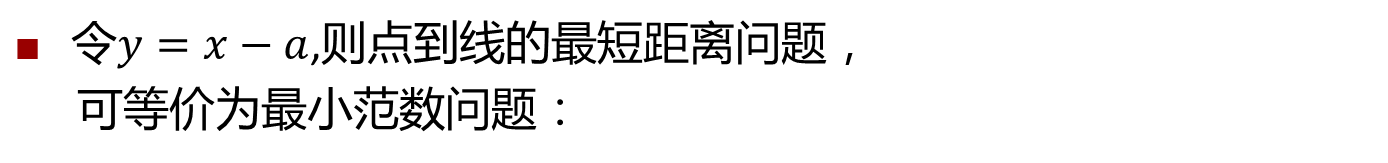 ■ 令y = x − a,则点到线的最短距离问题，
可等价为最小范数问题：